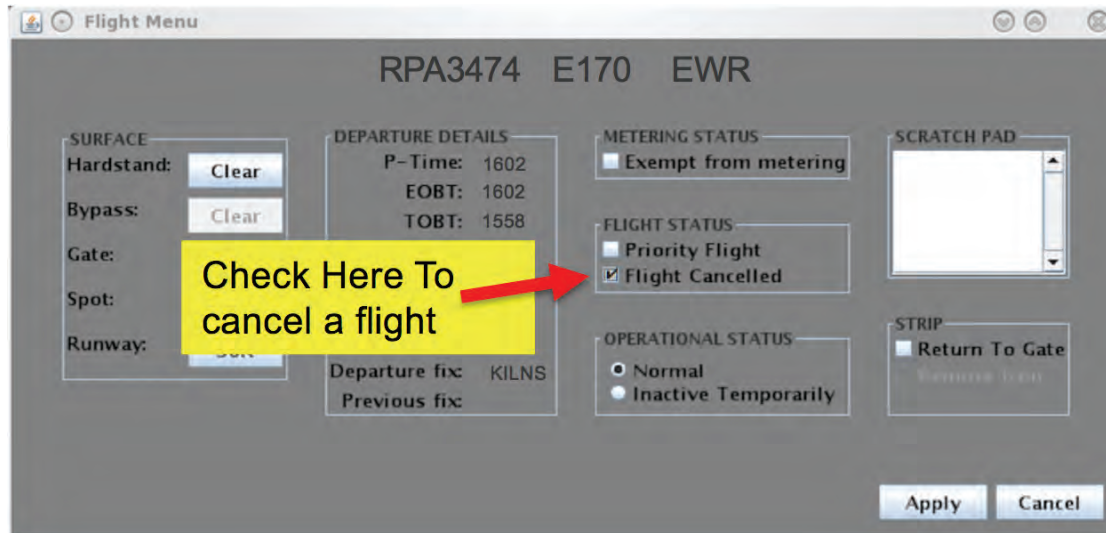 Flight Menu
RPA3474 E170 EWR
SURFACE
Hardstand: Clear
Bypass: Clear
Gate:
Spot:
Runway:
DEPARTURE DETAILS
P-Time: 1602
EOBT: 1602
TOBT: 1558
Check Here To
cancel a flight
Departure fix: KILNS
Previous fix:
METERING STATUS
Exempt from metering
FLIGHT STATUS
Priority Flight
Flight Cancelled
OPERATIONAL STATUS
Normal
Inactive Temporarily
SCRATCH PAD
STRIP
Return To Gate
Apply Cancel